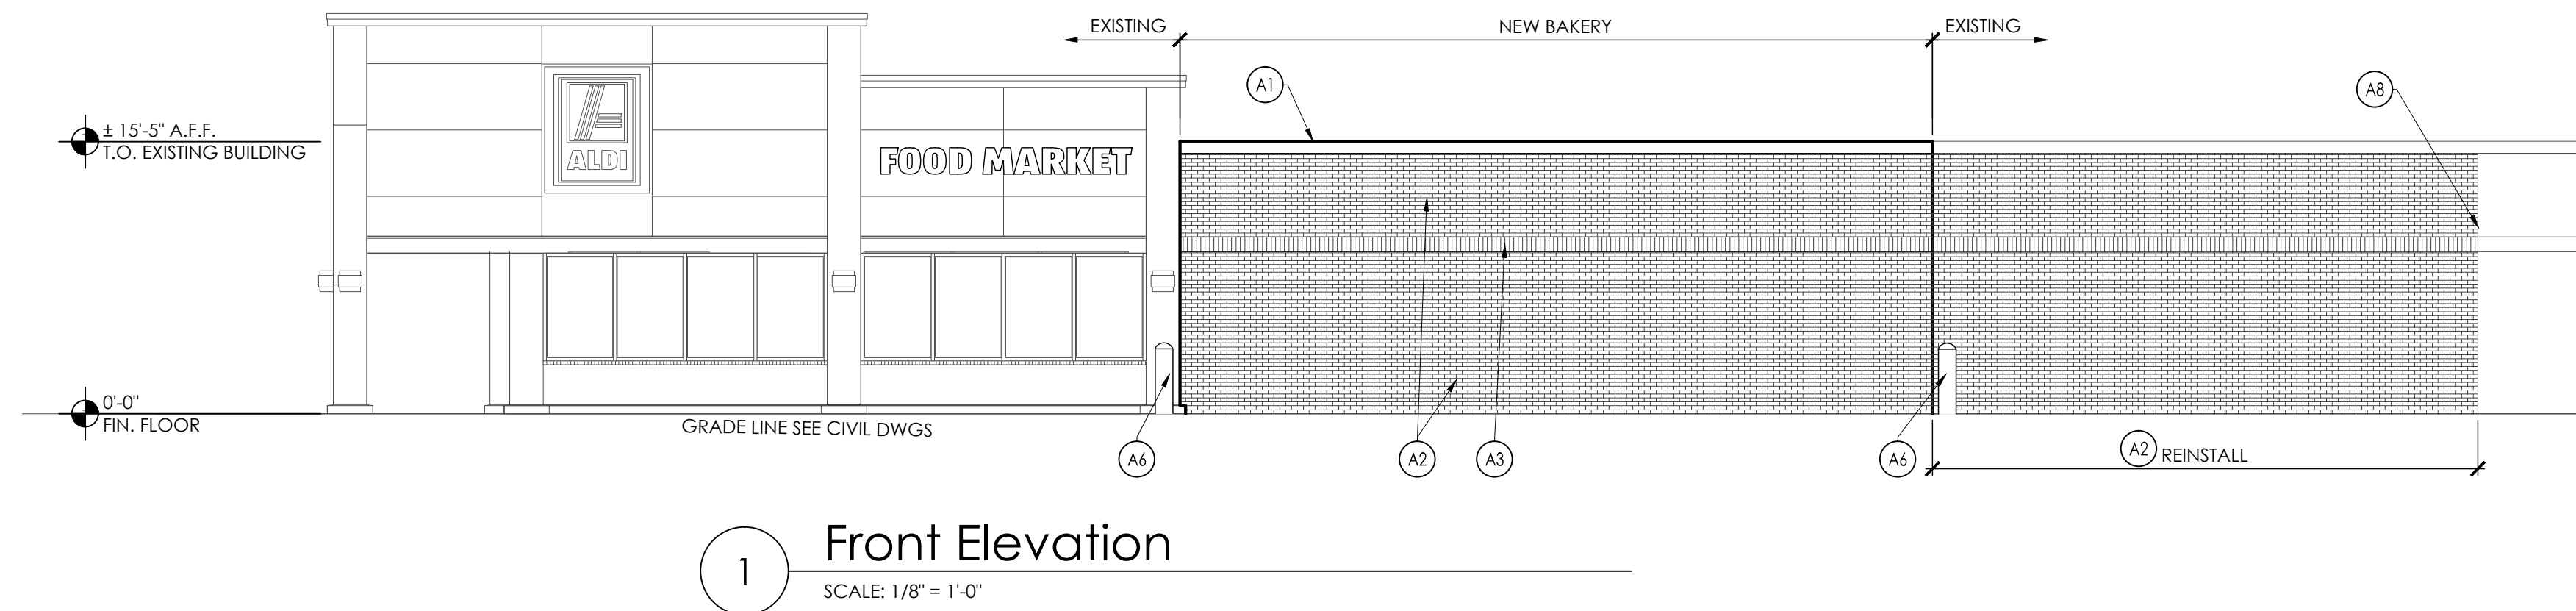 EXISTING
NEW BAKERY
EXISTING
A1
A8
± 15'-5" A.F.F.
T.O. EXISTING BUILDING
ALDI
FOOD MARKET
0'-0"
FIN. FLOOR
GRADE LINE SEE CIVIL DWGS
A6
A2
A3
A6
A2 REINSTALL
1
Front Elevation
SCALE: 1/8" = 1'-0"